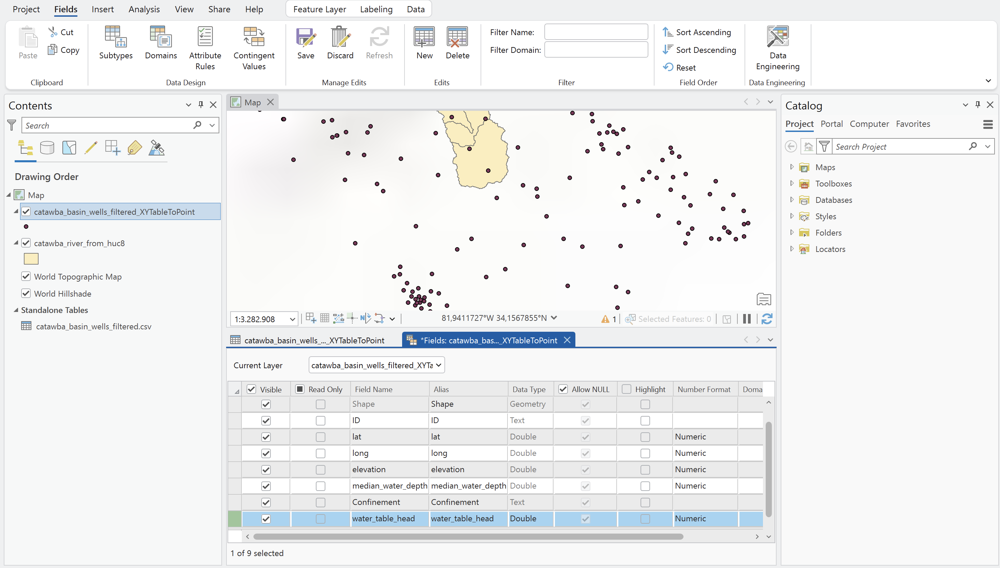 Project Fields Insert Analysis View Share Help Feature Layer Labeling Data
Paste
Cut
Copy
Clipboard
Subtypes
Domains
Attribute
Rules
Contingent
Values
Data Design
Save
Discard
Refresh
Manage Edits
New
Delete
Edits
Filter Name:
Filter Domain:
Filter
Sort Ascending
Sort Descending
Reset
Field Order
Data
Engineering
Data Engineering
Contents
Search
Drawing Order
Map
catawba_basin_wells_filtered_XYTableToPoint
catawba_river_from_huc8
World Topographic Map
World Hillshade
Standalone Tables
catawba_basin_wells_filtered.csv
Map
1:3.282.908
N
81,9411727°W 34,1567855°N
1
Selected Features: 0
catawba_basin_wells_..._XYTableToPoint
*Fields: catawba_bas..._XYTableToPoint
Current Layer
catawba_basin_wells_filtered_XYTa
Visible Read Only Field Name Alias Data Type Allow NULL Highlight Number Format Doma
Shape Shape Geometry
ID ID Text
lat lat Double Numeric
long long Double Numeric
elevation elevation Double Numeric
median_water_depth median_water_depth Double Numeric
Confinement Confinement Text
water_table_head water_table_head Double Numeric
1 of 9 selected
Catalog
Project Portal Computer Favorites
Search Project
Maps
Toolboxes
Databases
Styles
Folders
Locators